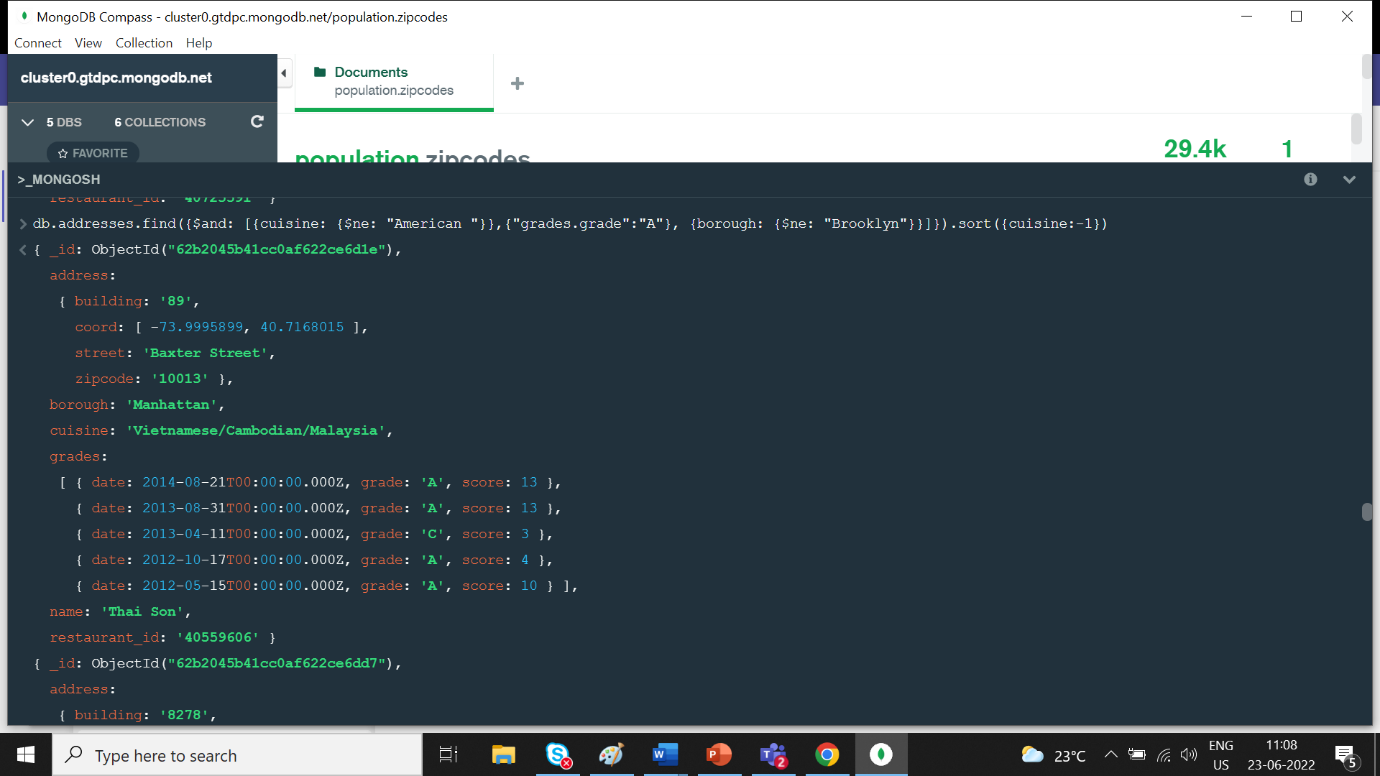 MongoDB Compass - cluster0.gtdpc.mongodb.net/population.zipcodes
Connect View Collection Help
cluster0.gtdpc.mongodb.net
Documents
population.zipcodes
5 DBS 6 COLLECTIONS
FAVORITE
population.zipcodes
29.4k 1
>_MONGOSH
restaurant_id: '40723591' }
db.addresses.find({$and: [{cuisine: {$ne: "American "}},{"grades.grade":"A"}, {borough: {$ne: "Brooklyn"}}]}).sort({cuisine:-1})
{ _id: ObjectId("62b2045b41cc0af622ce6d1e"),
address:
{ building: '89',
coord: [ -73.9995899, 40.7168015 ],
street: 'Baxter Street',
zipcode: '10013' },
borough: 'Manhattan',
cuisine: 'Vietnamese/Cambodian/Malaysia',
grades:
[ { date: 2014-08-21T00:00:00.000Z, grade: 'A', score: 13 },
{ date: 2013-08-31T00:00:00.000Z, grade: 'A', score: 13 },
{ date: 2013-04-11T00:00:00.000Z, grade: 'C', score: 3 },
{ date: 2012-10-17T00:00:00.000Z, grade: 'A', score: 4 },
{ date: 2012-05-15T00:00:00.000Z, grade: 'A', score: 10 } ],
name: 'Thai Son',
restaurant_id: '40559606' }
{ _id: ObjectId("62b2045b41cc0af622ce6dd7"),
address:
{ building: '8278',
Type here to search
2
23°C
ENG
US
11:08
23-06-2022
5